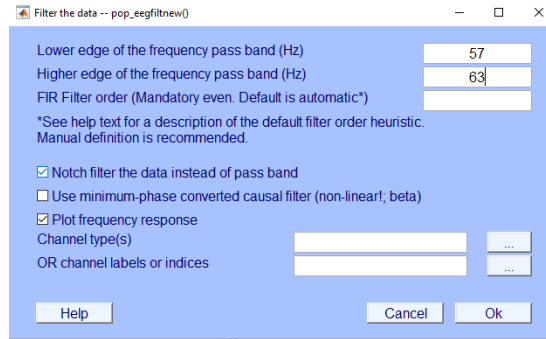 Filter the data -- pop_eegfiltnew()
Lower edge of the frequency pass band (Hz) 57
Higher edge of the frequency pass band (Hz) 63
FIR Filter order (Mandatory even. Default is automatic*)
*See help text for a description of the default filter order heuristic.
Manual definition is recommended.
Notch filter the data instead of pass band
Use minimum-phase converted causal filter (non-linear!; beta)
Plot frequency response
Channel type(s) ...
OR channel labels or indices ...
Help Cancel Ok